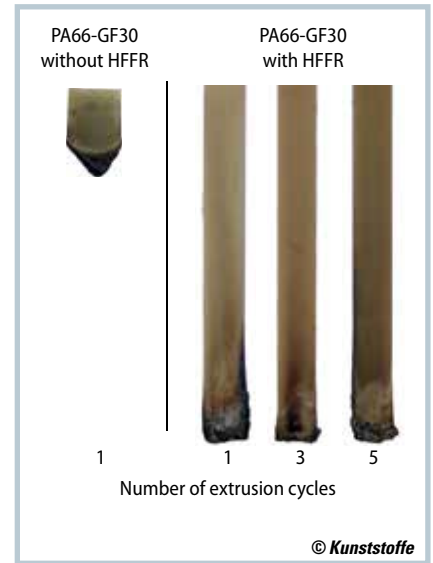 PA66-GF30
without HFFR
PA66-GF30
with HFFR
1
1 3 5
Number of extrusion cycles
© Kunststoffe